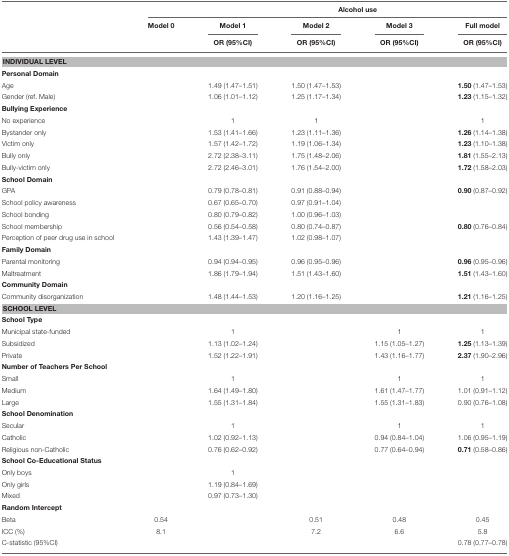 Alcohol use
Model 0 Model 1 Model 2 Model 3 Full model
OR (95%CI) OR (95%CI) OR (95%CI) OR (95%CI)
INDIVIDUAL LEVEL
Personal Domain
Age 1.49 (1.47–1.51) 1.50 (1.47–1.53) 1.50 (1.47–1.53)
Gender (ref. Male) 1.06 (1.01–1.12) 1.25 (1.17–1.34) 1.23 (1.15–1.32)
Bullying Experience
No experience 1 1 1
Bystander only 1.53 (1.41–1.66) 1.23 (1.11–1.36) 1.26 (1.14–1.38)
Victim only 1.57 (1.42–1.72) 1.19 (1.06–1.34) 1.23 (1.10–1.38)
Bully only 2.72 (2.38–3.11) 1.75 (1.48–2.06) 1.81 (1.55–2.13)
Bully-victim only 2.72 (2.46–3.01) 1.76 (1.54–2.00) 1.72 (1.58–2.03)
School Domain
GPA 0.79 (0.78–0.81) 0.91 (0.88–0.94) 0.90 (0.87–0.92)
School policy awareness 0.67 (0.65–0.70) 0.97 (0.91–1.04)
School bonding 0.80 (0.79–0.82) 1.00 (0.96–1.03)
School membership 0.56 (0.54–0.58) 0.80 (0.74–0.87) 0.80 (0.76–0.84)
Perception of peer drug use in school 1.43 (1.39–1.47) 1.02 (0.98–1.07)
Family Domain
Parental monitoring 0.94 (0.94–0.95) 0.96 (0.95–0.96) 0.96 (0.95–0.96)
Maltreatment 1.86 (1.79–1.94) 1.51 (1.43–1.60) 1.51 (1.43–1.60)
Community Domain
Community disorganization 1.48 (1.44–1.53) 1.20 (1.16–1.25) 1.21 (1.16–1.25)
SCHOOL LEVEL
School Type
Municipal state-funded 1 1 1
Subsidized 1.13 (1.02–1.24) 1.15 (1.05–1.27) 1.25 (1.13–1.39)
Private 1.52 (1.22–1.91) 1.43 (1.16–1.77) 2.37 (1.90–2.96)
Number of Teachers Per School
Small 1 1 1
Medium 1.64 (1.49–1.80) 1.61 (1.47–1.77) 1.01 (0.91–1.12)
Large 1.55 (1.31–1.84) 1.55 (1.31–1.83) 0.90 (0.76–1.08)
School Denomination
Secular 1 1 1
Catholic 1.02 (0.92–1.13) 0.94 (0.84–1.04) 1.06 (0.95–1.19)
Religious non-Catholic 0.76 (0.62–0.92) 0.77 (0.64–0.94) 0.71 (0.58–0.86)
School Co-Educational Status
Only boys 1
Only girls 1.19 (0.84–1.69)
Mixed 0.97 (0.73–1.30)
Random Intercept
Beta 0.54 0.51 0.48 0.45
ICC (%) 8.1 7.2 6.6 5.8
C-statistic (95%CI) 0.78 (0.77–0.78)